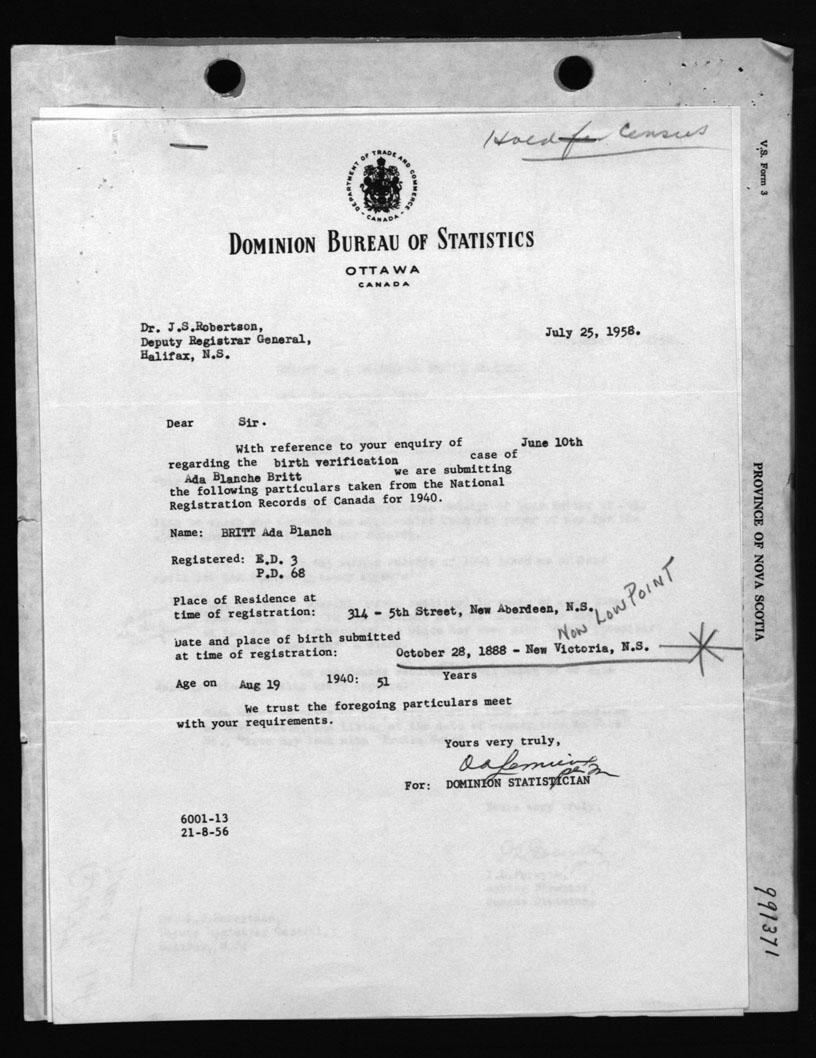 Hold for Census
DEPARTMENT OF TRADE AND COMMERCE
- CANADA -
DOMINION BUREAU OF STATISTICS
OTTAWA
CANADA
Dr. J.S.Robertson,
Deputy Registrar General,
Halifax, N.S.
July 25, 1958.
Dear Sir.
With reference to your enquiry of June 10th
regarding the birth verification case of
Ada Blanche Britt we are submitting
the following particulars taken from the National
Registration Records of Canada for 1940.
Name: BRITT Ada Blanch
Registered: E.D. 3
P.D. 68
Place of Residence at
time of registration: 314 - 5th Street, New Aberdeen, N.S.
NOW LOW POINT
Date and place of birth submitted
at time of registration: October 28, 1888 - New Victoria, N.S.
Age on Aug 19 1940: 51 Years
We trust the foregoing particulars meet
with your requirements.
Yours very truly,
For: DOMINION STATISTICIAN
6001-13
21-8-56
V.S. Form 3
PROVINCE OF NOVA SCOTIA
991371